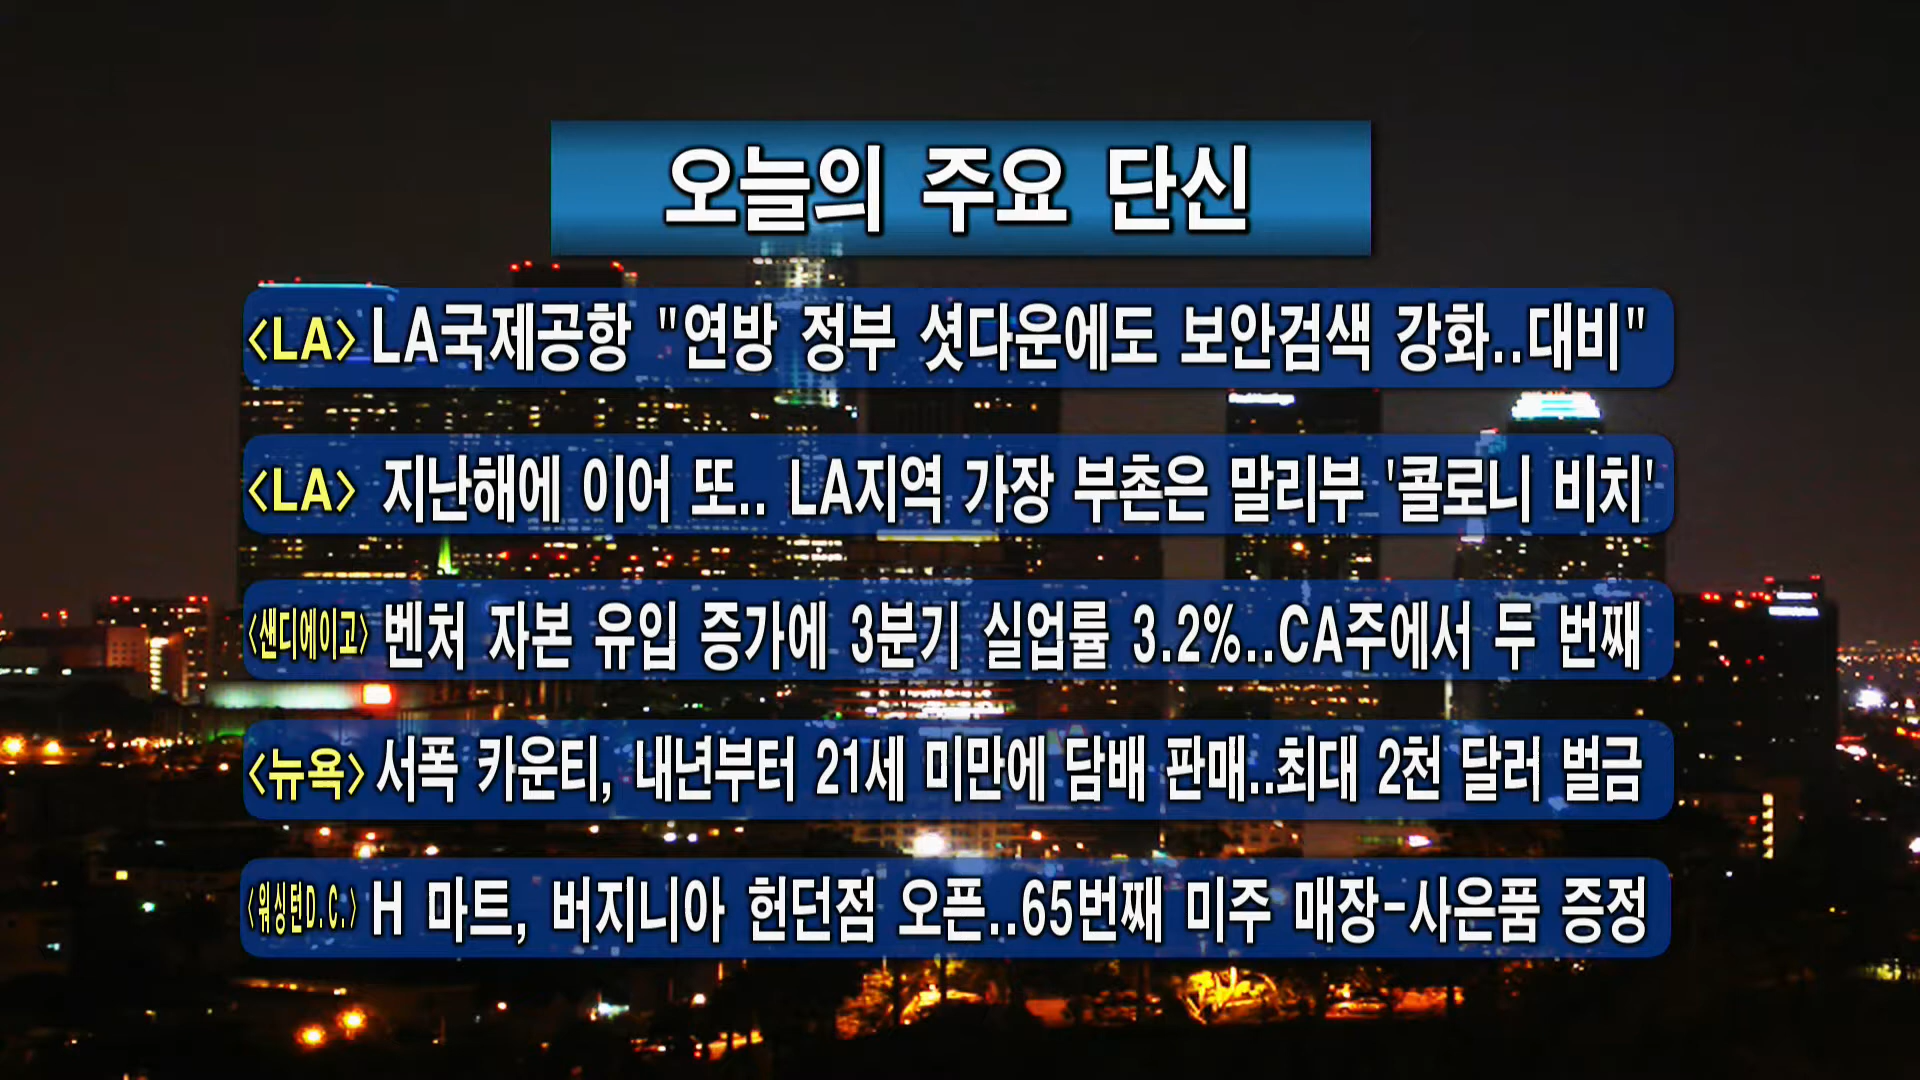 오늘의 주요 단신
<LA> LA국제공항 "연방 정부 셧다운에도 보안검색 강화..대비"
<LA> 지난해에 이어 또.. LA지역 가장 부촌은 말리부 '콜로니 비치'
<샌디에이고> 벤처 자본 유입 증가에 3분기 실업률 3.2%..CA주에서 두 번째
<뉴욕> 서폭 카운티, 내년부터 21세 미만에 담배 판매..최대 2천 달러 벌금
<워싱턴D.C.> H 마트, 버지니아 헌던점 오픈..65번째 미주 매장-사은품 증정